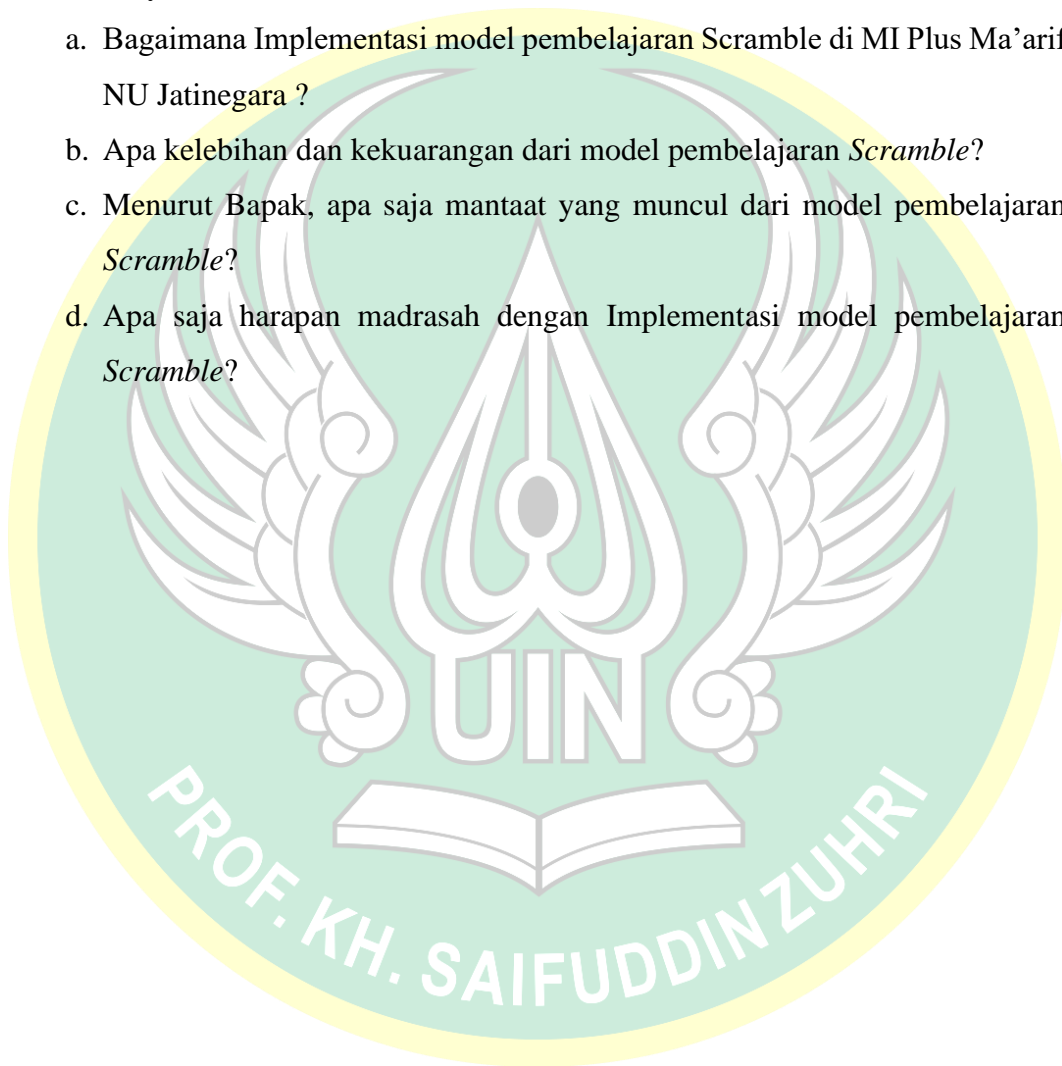 a. Bagaimana Implementasi model pembelajaran Scramble di MI Plus Ma’arif
NU Jatinegara ?
b. Apa kelebihan dan kekuarangan dari model pembelajaran Scramble?
c. Menurut Bapak, apa saja mantaat yang muncul dari model pembelajaran
Scramble?
d. Apa saja harapan madrasah dengan Implementasi model pembelajaran
Scramble?
UIN
PROF. KH. SAIFUDDIN ZUHRI